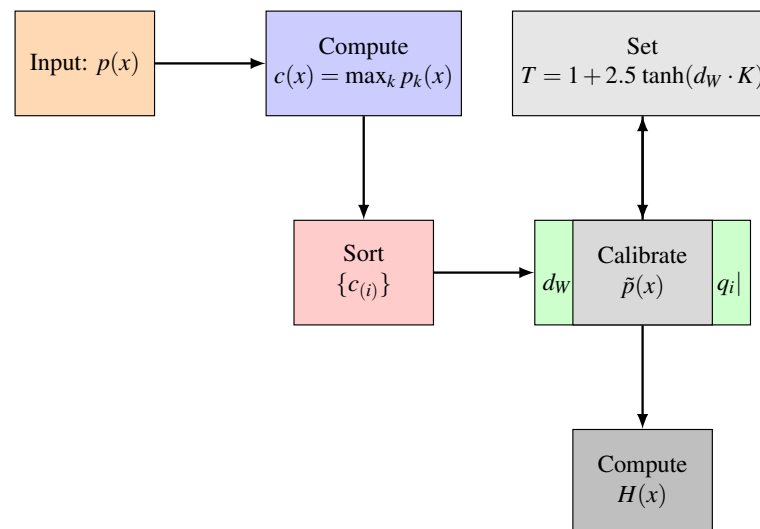 Input: p(x)
Compute
c(x) = max_k p_k(x)
Set
T = 1 + 2.5 tanh(d_W · K)
Sort
{c_(i)}
d_W
Calibrate
p̃(x)
q_i|
Compute
H(x)